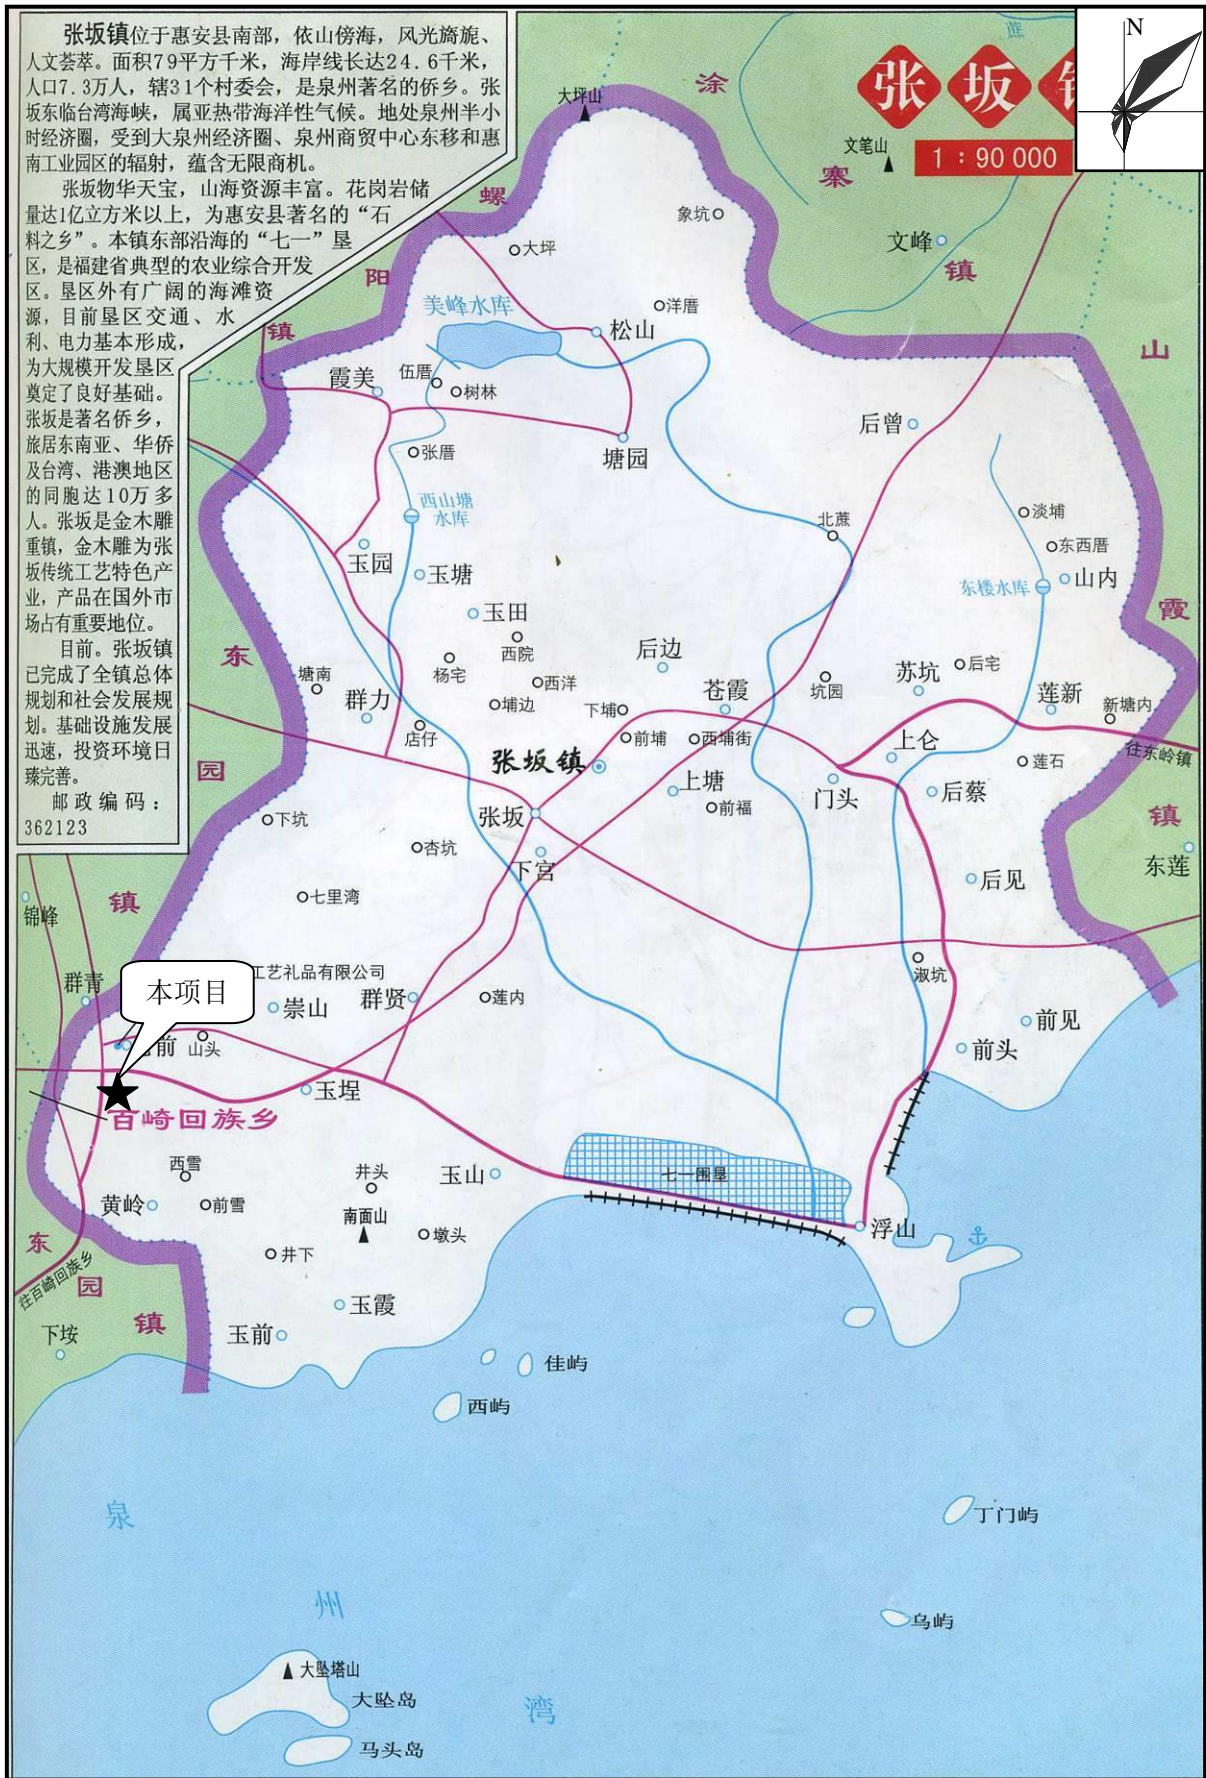 张坂镇位于惠安县南部，依山傍海，风光旖旎、
人文荟萃。面积79平方千米，海岸线长达24.6千米，
人口7.3万人，辖31个村委会，是泉州著名的侨乡。张
坂东临台湾海峡，属亚热带海洋性气候。地处泉州半小
时经济圈，受到大泉州经济圈、泉州商贸中心东移和惠
南工业园区的辐射，蕴含无限商机。
张坂物华天宝，山海资源丰富。花岗岩储
量达1亿立方米以上，为惠安县著名的“石
料之乡”。本镇东部沿海的“七一”垦
区，是福建省典型的农业综合开发
区。垦区外有广阔的海滩资
源，目前垦区交通、水
利、电力基本形成，
为大规模开发垦区
奠定了良好基础。
张坂是著名侨乡，
旅居东南亚、华侨
及台湾、港澳地区
的同胞达10万多
人。张坂是金木雕
重镇，金木雕为张
坂传统工艺特色产
业，产品在国外市
场占有重要地位。
目前。张坂镇
已完成了全镇总体
规划和社会发展规
划。基础设施发展
迅速，投资环境日
臻完善。
邮政编码：
362123
张坂
1：90 000
N
大坪山
涂
寨
镇
文笔山
文峰
螺
阳
镇
山
霞
镇
象坑
大坪
洋厝
美峰水库
松山
霞美
伍厝
树林
后曾
塘园
张厝
西山塘
水库
北蔗
淡埔
东西厝
东楼水库
山内
玉园
玉塘
玉田
西院
后边
杨宅
西洋
塘南
群力
埔边
下埔
苍霞
坑园
苏坑
后宅
莲新
新塘内
店仔
前埔
西埔街
上仑
往东岭镇
莲石
张坂镇
上塘
前福
门头
后蔡
东
园
镇
张坂
下坑
杏坑
下宫
后见
东莲
七里湾
锦峰
群青
工艺礼品有限公司
本项目
崇山
群贤
莲内
淑坑
前见
前头
前
山头
玉埕
百崎回族乡
西雪
井头
玉山
七一围垦
黄岭
前雪
南面山
墩头
浮山
井下
东
园
镇
往百崎回族乡
玉霞
玉前
下垵
佳屿
西屿
泉
州
湾
丁门屿
乌屿
大坠塔山
大坠岛
马头岛